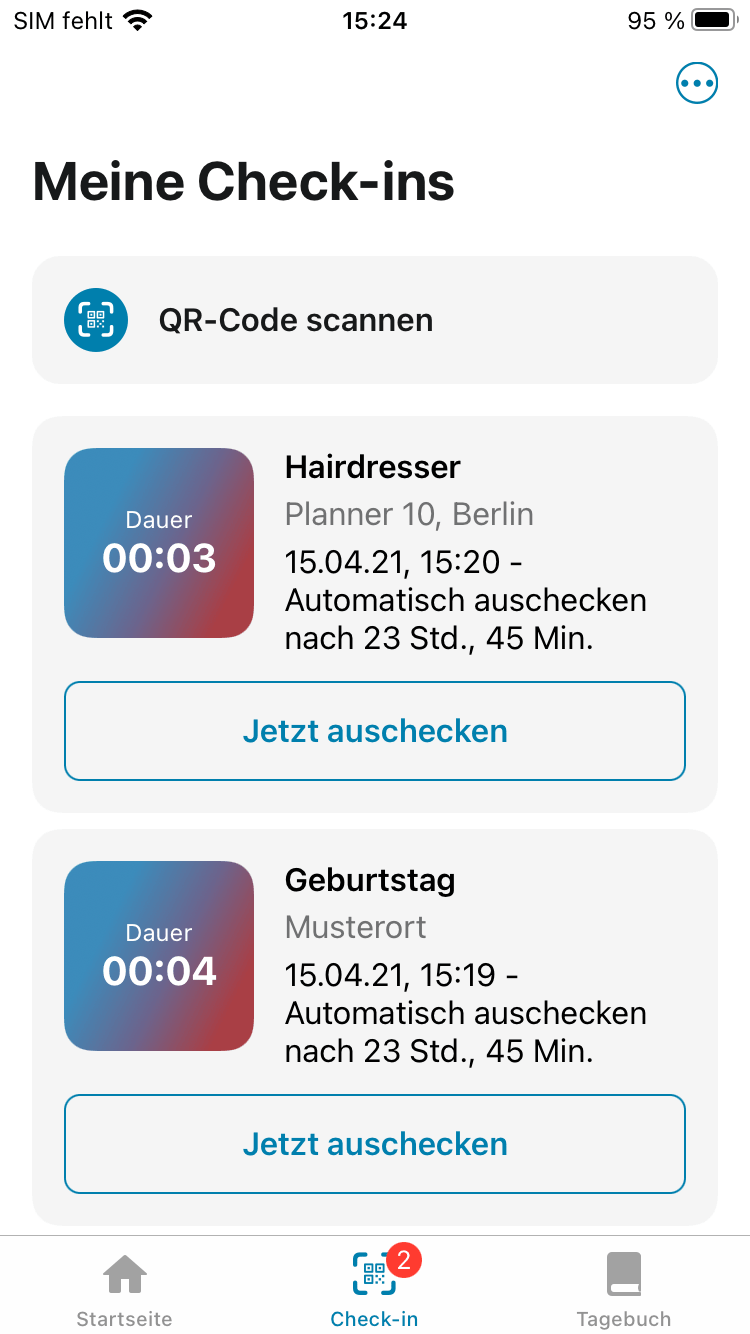 SIM fehlt 15:24 95 %
Meine Check-ins
QR-Code scannen
Dauer
00:03
Hairdresser
Planner 10, Berlin
15.04.21, 15:20 -
Automatisch auschecken
nach 23 Std., 45 Min.
Jetzt auschecken
Dauer
00:04
Geburtstag
Musterort
15.04.21, 15:19 -
Automatisch auschecken
nach 23 Std., 45 Min.
Jetzt auschecken
2
Startseite Check-in Tagebuch